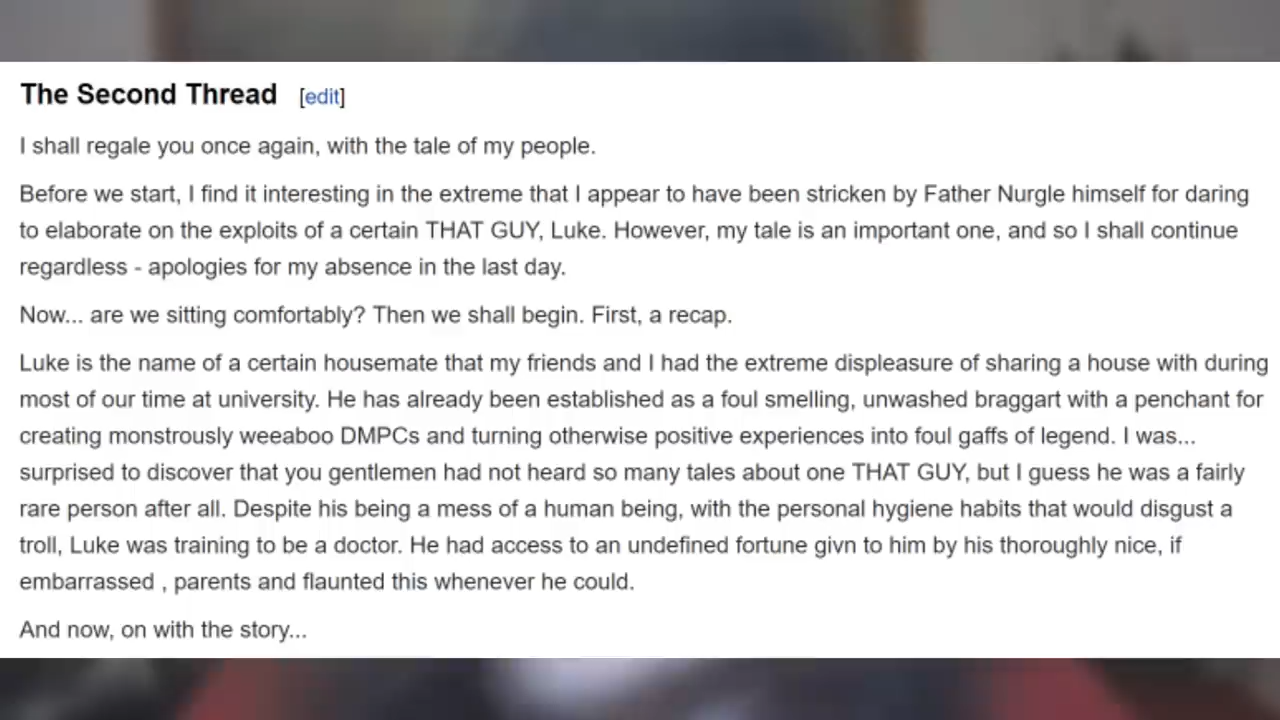 The Second Thread [edit]
I shall regale you once again, with the tale of my people.
Before we start, I find it interesting in the extreme that I appear to have been stricken by Father Nurgle himself for daring
to elaborate on the exploits of a certain THAT GUY, Luke. However, my tale is an important one, and so I shall continue
regardless - apologies for my absence in the last day.
Now... are we sitting comfortably? Then we shall begin. First, a recap.
Luke is the name of a certain housemate that my friends and I had the extreme displeasure of sharing a house with during
most of our time at university. He has already been established as a foul smelling, unwashed braggart with a penchant for
creating monstrously weeaboo DMPCs and turning otherwise positive experiences into foul gaffs of legend. I was...
surprised to discover that you gentlemen had not heard so many tales about one THAT GUY, but I guess he was a fairly
rare person after all. Despite his being a mess of a human being, with the personal hygiene habits that would disgust a
troll, Luke was training to be a doctor. He had access to an undefined fortune givn to him by his thoroughly nice, if
embarrassed , parents and flaunted this whenever he could.
And now, on with the story...